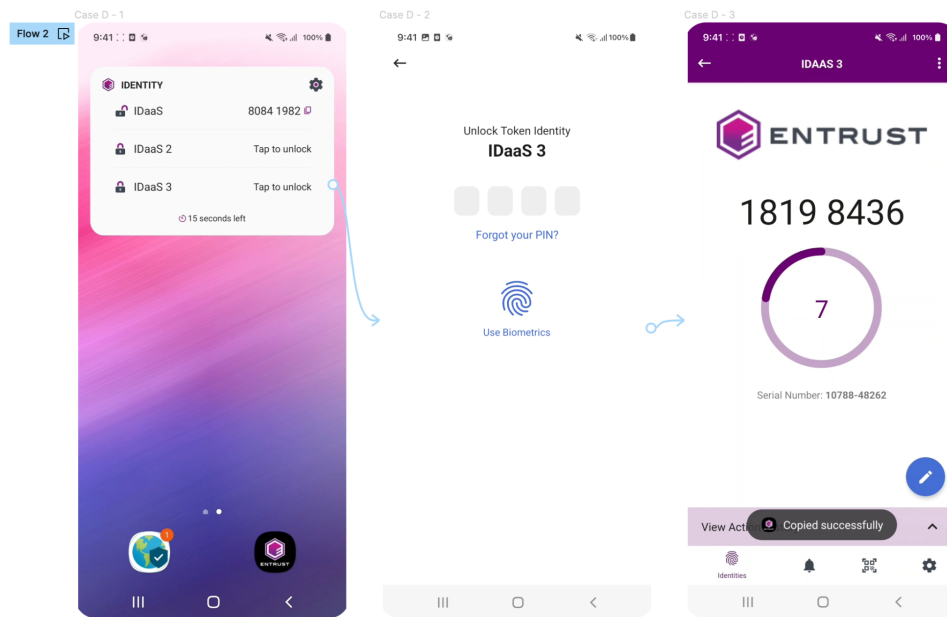 Flow 2
Case D - 1
9:41
100%
IDENTITY
IDaaS
8084 1982
IDaaS 2
Tap to unlock
IDaaS 3
Tap to unlock
15 seconds left
1
ENTRUST
Case D - 2
9:41
100%
Unlock Token Identity
IDaaS 3
Forgot your PIN?
Use Biometrics
Case D - 3
9:41
100%
IDAAS 3
ENTRUST
1819 8436
7
Serial Number: 10788-48262
View Acti
Copied successfully
Identities